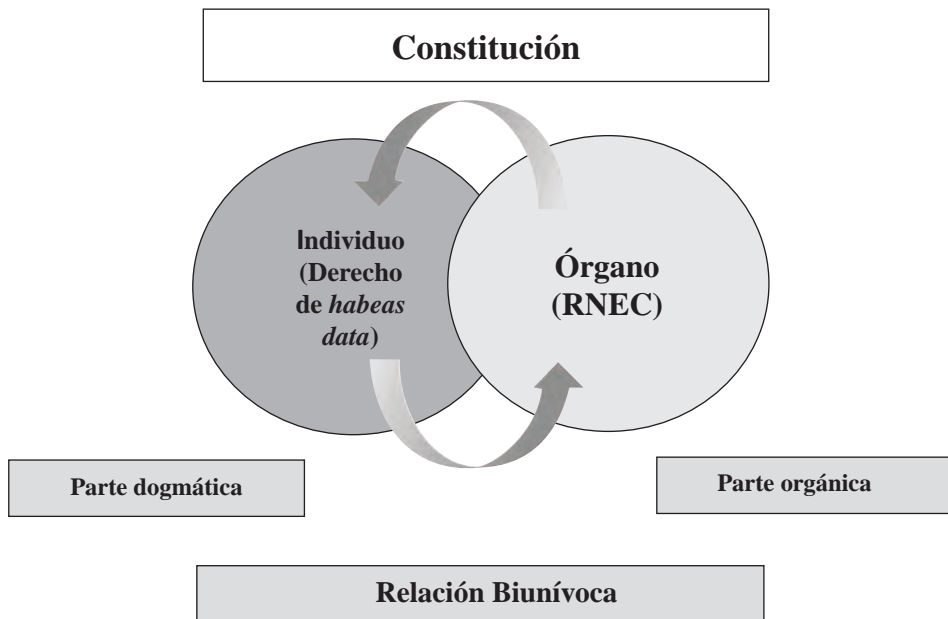 Constitución
Individuo
(Derecho
de habeas
data)
Órgano
(RNEC)
Parte dogmática
Parte orgánica
Relación Biunívoca